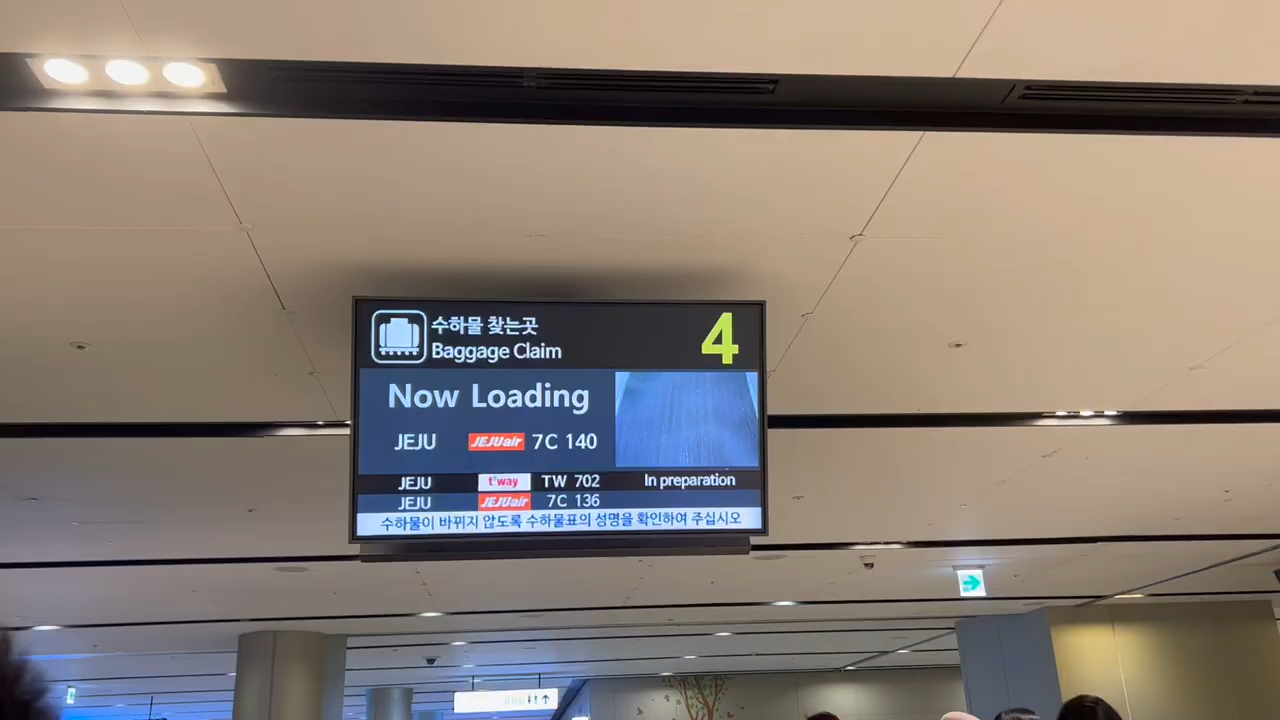 수하물 찾는곳
Baggage Claim
4
Now Loading
JEJU JEJUair 7C 140
JEJU t'way TW 702 In preparation
JEJU JEJUair 7C 136
수하물이 바뀌지 않도록 수하물표의 성명을 확인하여 주십시오